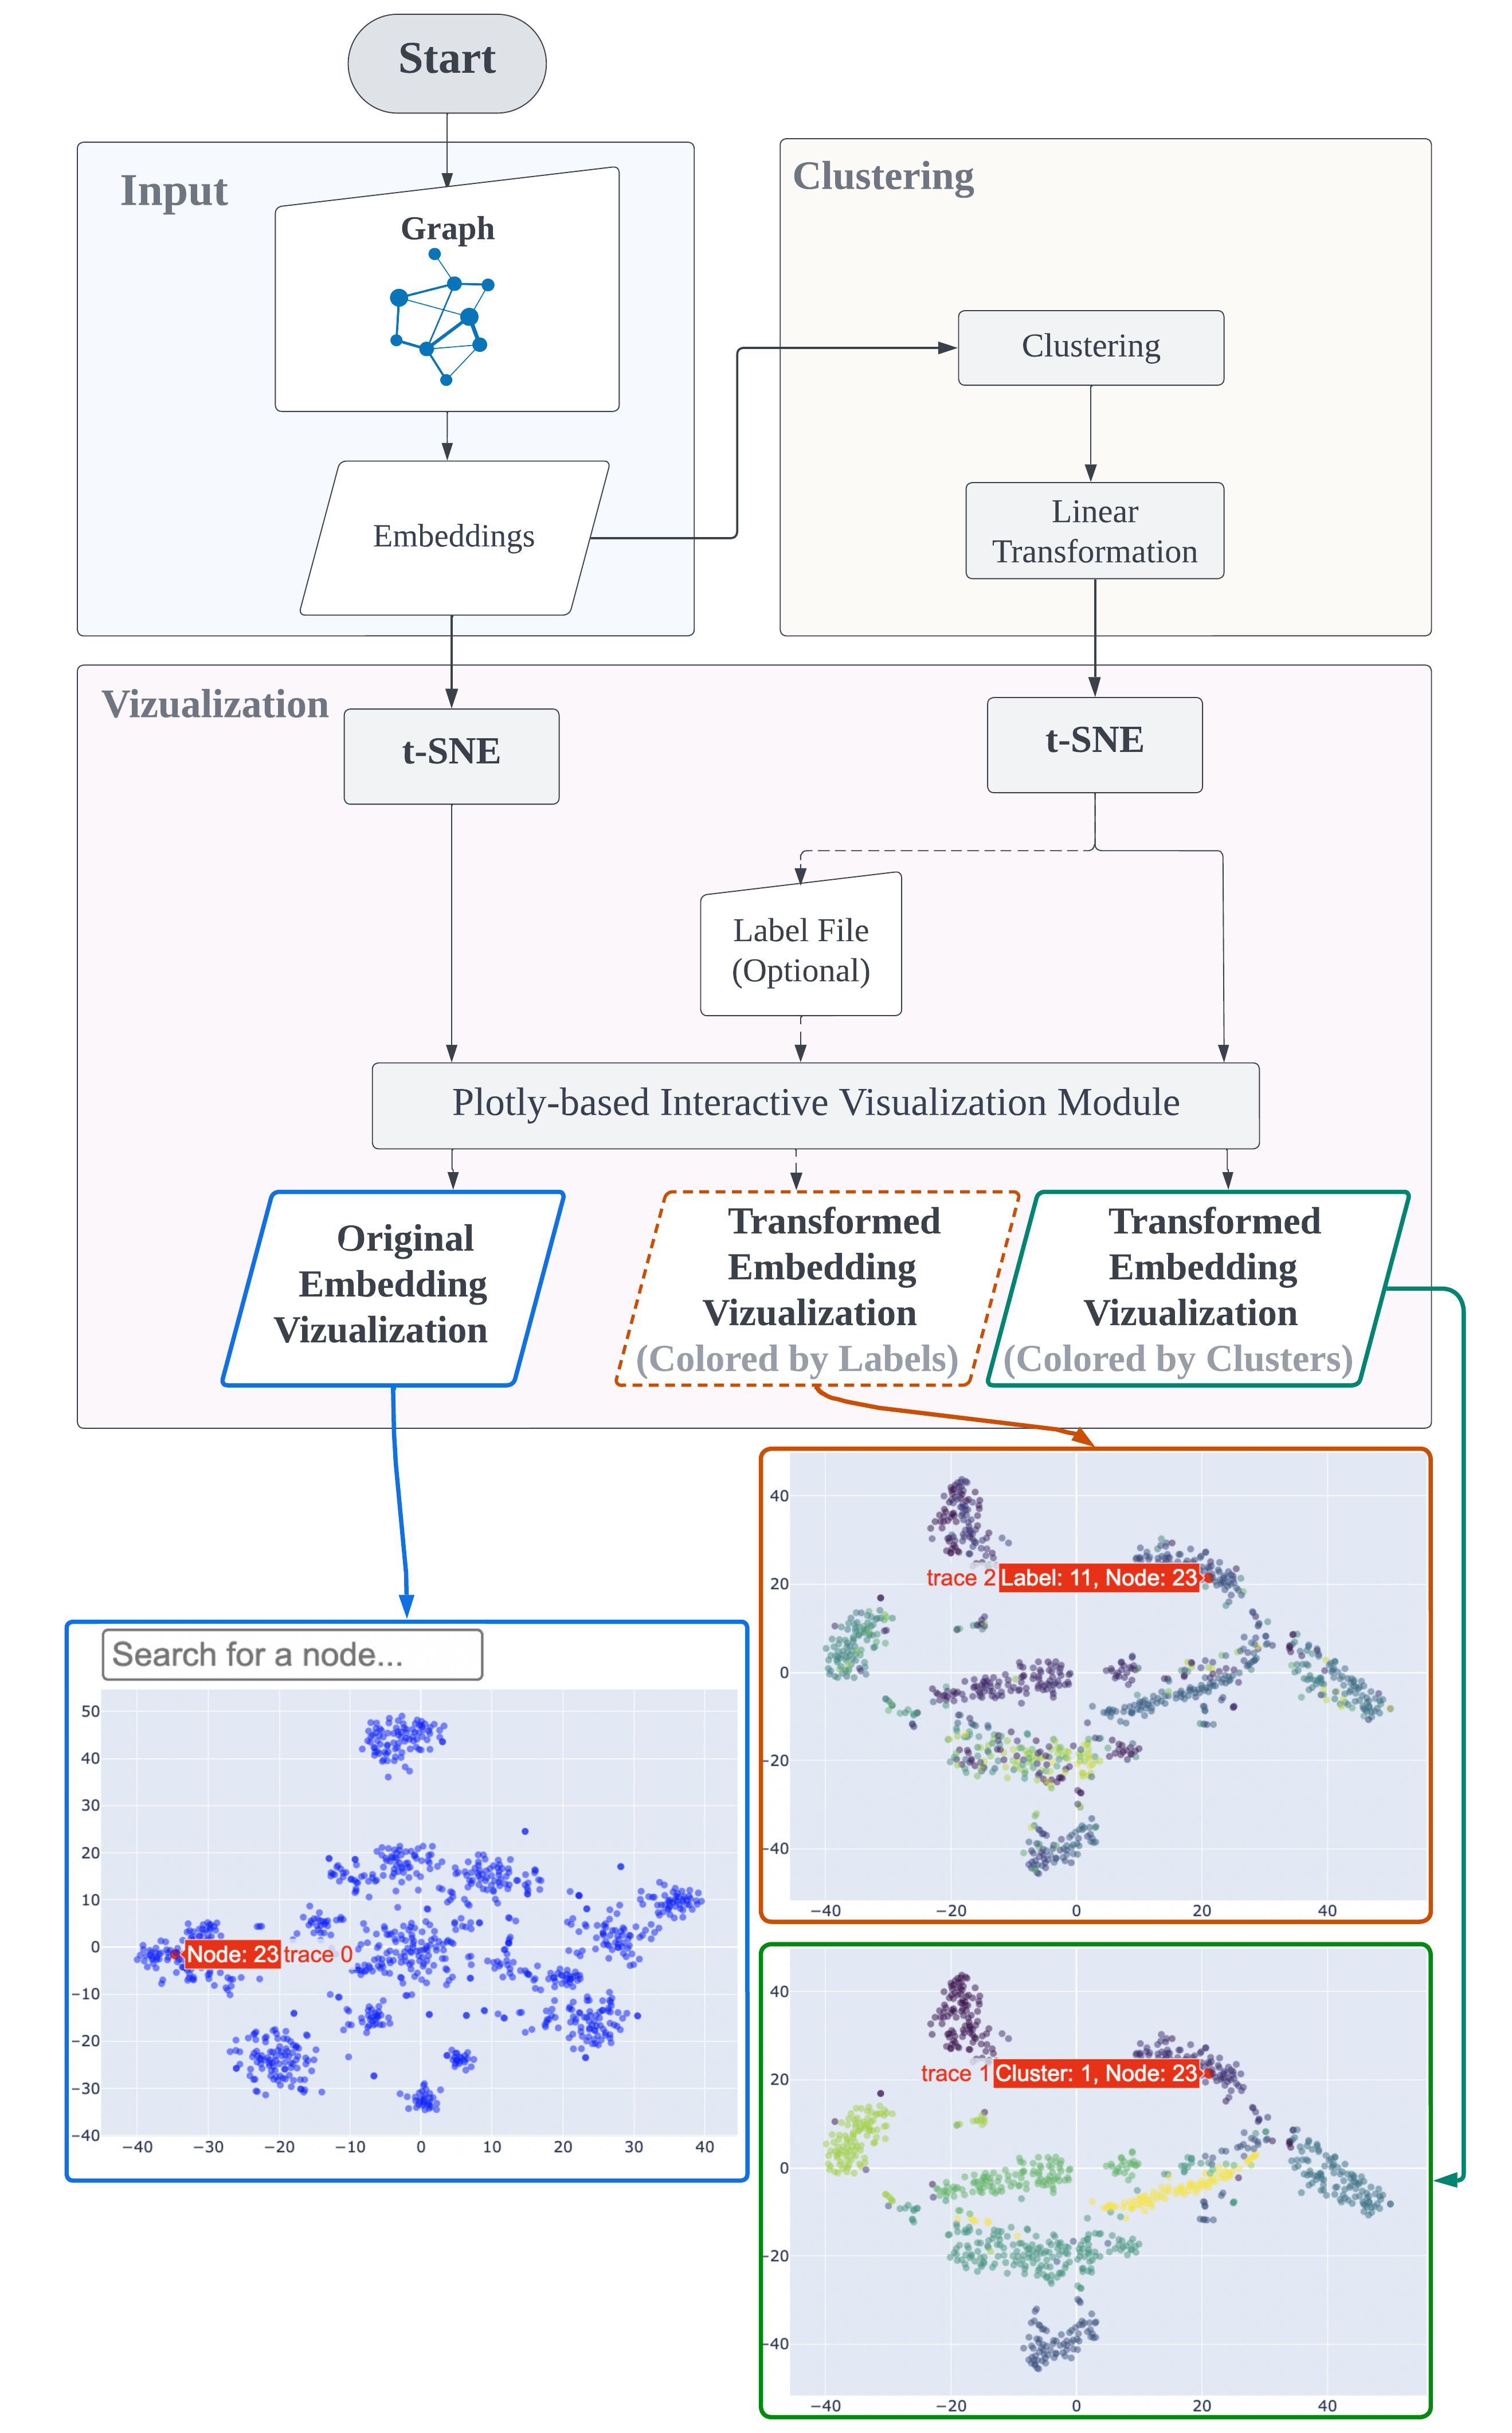 Start
Input
Graph
Embeddings
Clustering
Clustering
Linear
Transformation
Vizualization
t-SNE
t-SNE
Label File
(Optional)
Plotly-based Interactive Visualization Module
Original
Embedding
Vizualization
Transformed
Embedding
Vizualization
(Colored by Labels)
Transformed
Embedding
Vizualization
(Colored by Clusters)
Search for a node...
50
40
30
20
10
0
−10
−20
−30
−40
−40 −30 −20 −10 0 10 20 30 40
Node: 23 trace 0
40
20
0
−20
−40
−40 −20 0 20 40
trace 2 Label: 11, Node: 23
40
20
0
−20
−40
−40 −20 0 20 40
trace 1 Cluster: 1, Node: 23